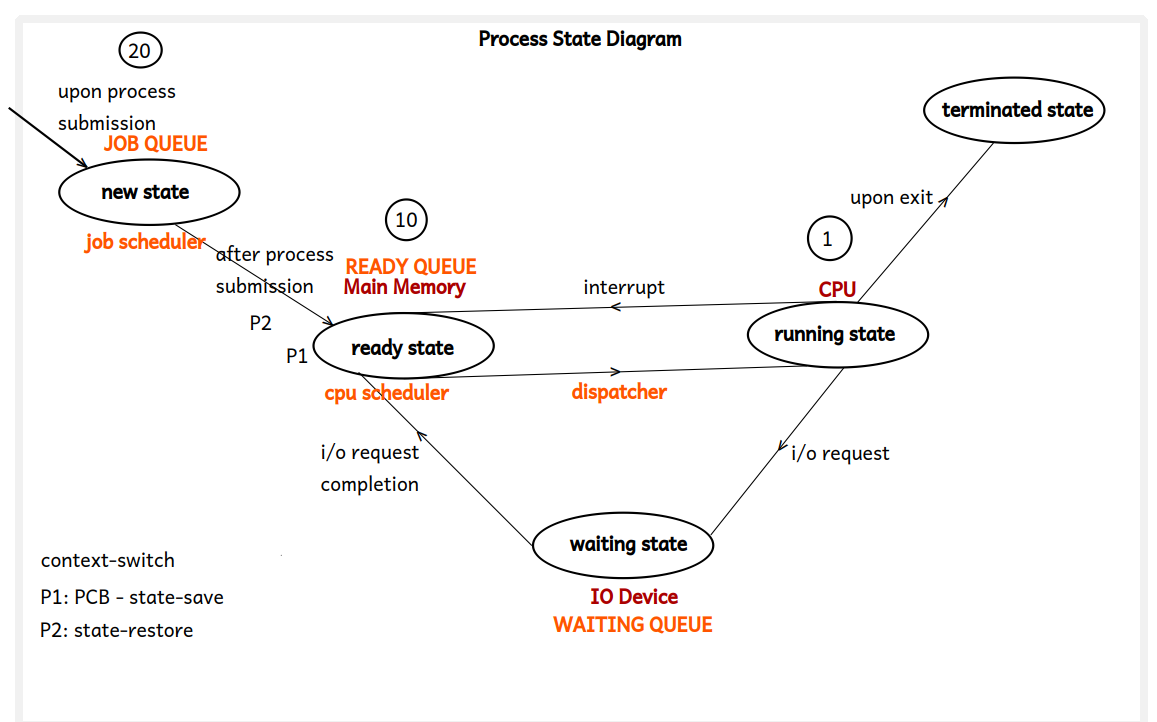 Process State Diagram
20
upon process
submission
JOB QUEUE
new state
job scheduler
after process
submission
terminated state
upon exit
10
READY QUEUE
Main Memory
P2
P1
ready state
cpu scheduler
interrupt
dispatcher
1
CPU
running state
i/o request
completion
i/o request
waiting state
IO Device
WAITING QUEUE
context-switch
P1: PCB - state-save
P2: state-restore